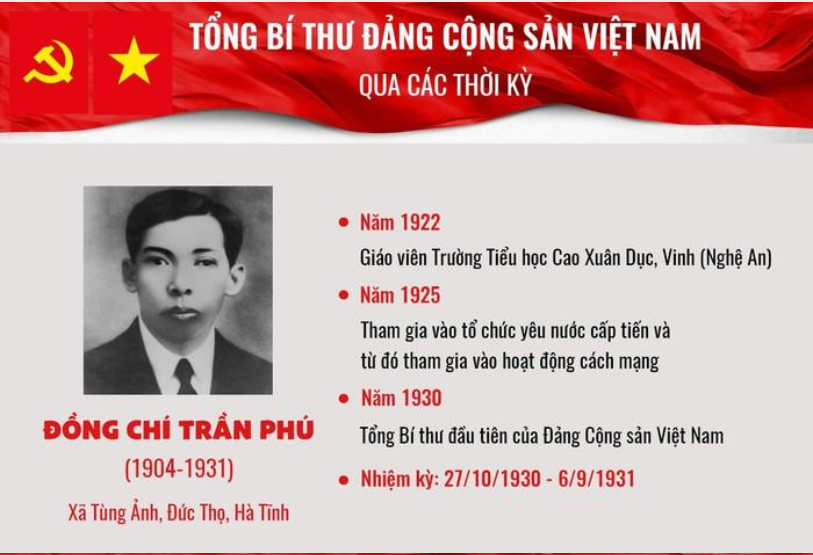 TỔNG BÍ THƯ ĐẢNG CỘNG SẢN VIỆT NAM
QUA CÁC THỜI KỲ
ĐỒNG CHÍ TRẦN PHÚ
(1904-1931)
Xã Tùng Ảnh, Đức Thọ, Hà Tĩnh
Năm 1922
Giáo viên Trường Tiểu học Cao Xuân Dục, Vinh (Nghệ An)
Năm 1925
Tham gia vào tổ chức yêu nước cấp tiến và
từ đó tham gia vào hoạt động cách mạng
Năm 1930
Tổng Bí thư đầu tiên của Đảng Cộng sản Việt Nam
Nhiệm kỳ: 27/10/1930 - 6/9/1931